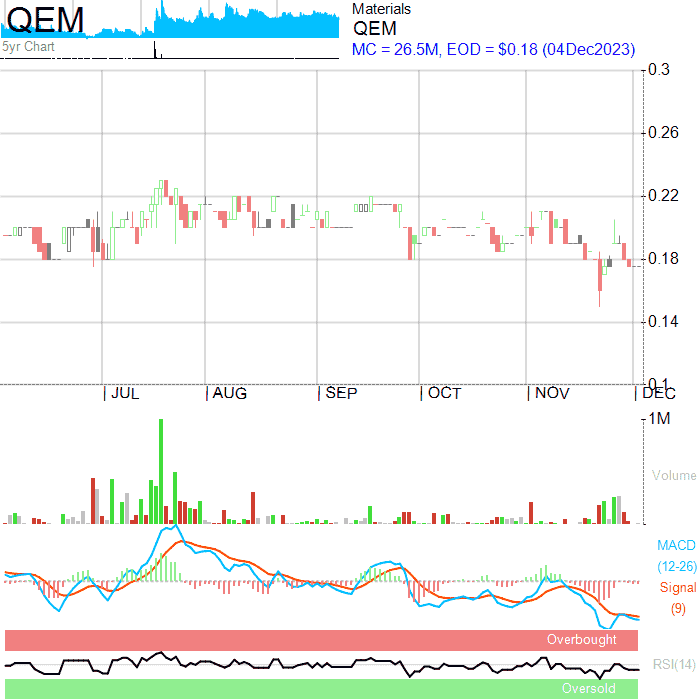 QEM
5yr Chart
Materials
QEM
MC = 26.5M, EOD = $0.18 (04Dec2023)
0.3
0.26
0.22
0.18
0.14
0.1
JUL
AUG
SEP
OCT
NOV
DEC
1M
Volume
MACD
(12-26)
Signal
(9)
Overbought
RSI(14)
Oversold